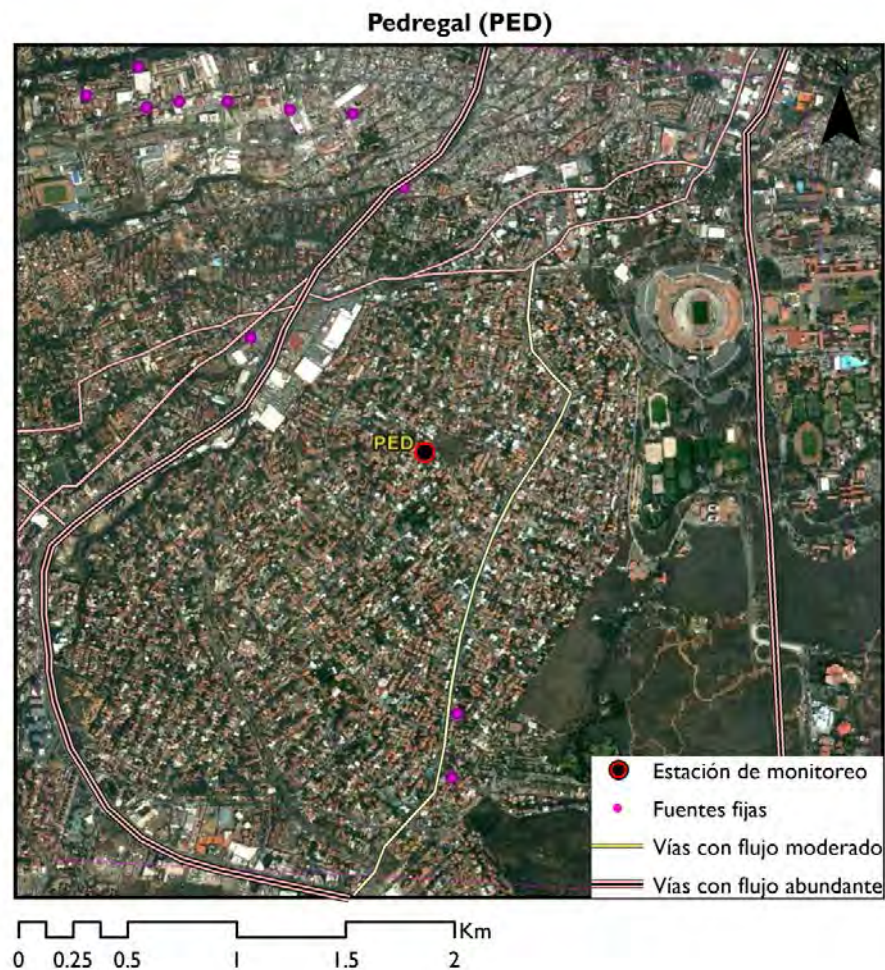 Pedregal (PED)
N
PED
Estación de monitoreo
Fuentes fijas
Vías con flujo moderado
Vías con flujo abundante
Km
0 0.25 0.5 1 1.5 2